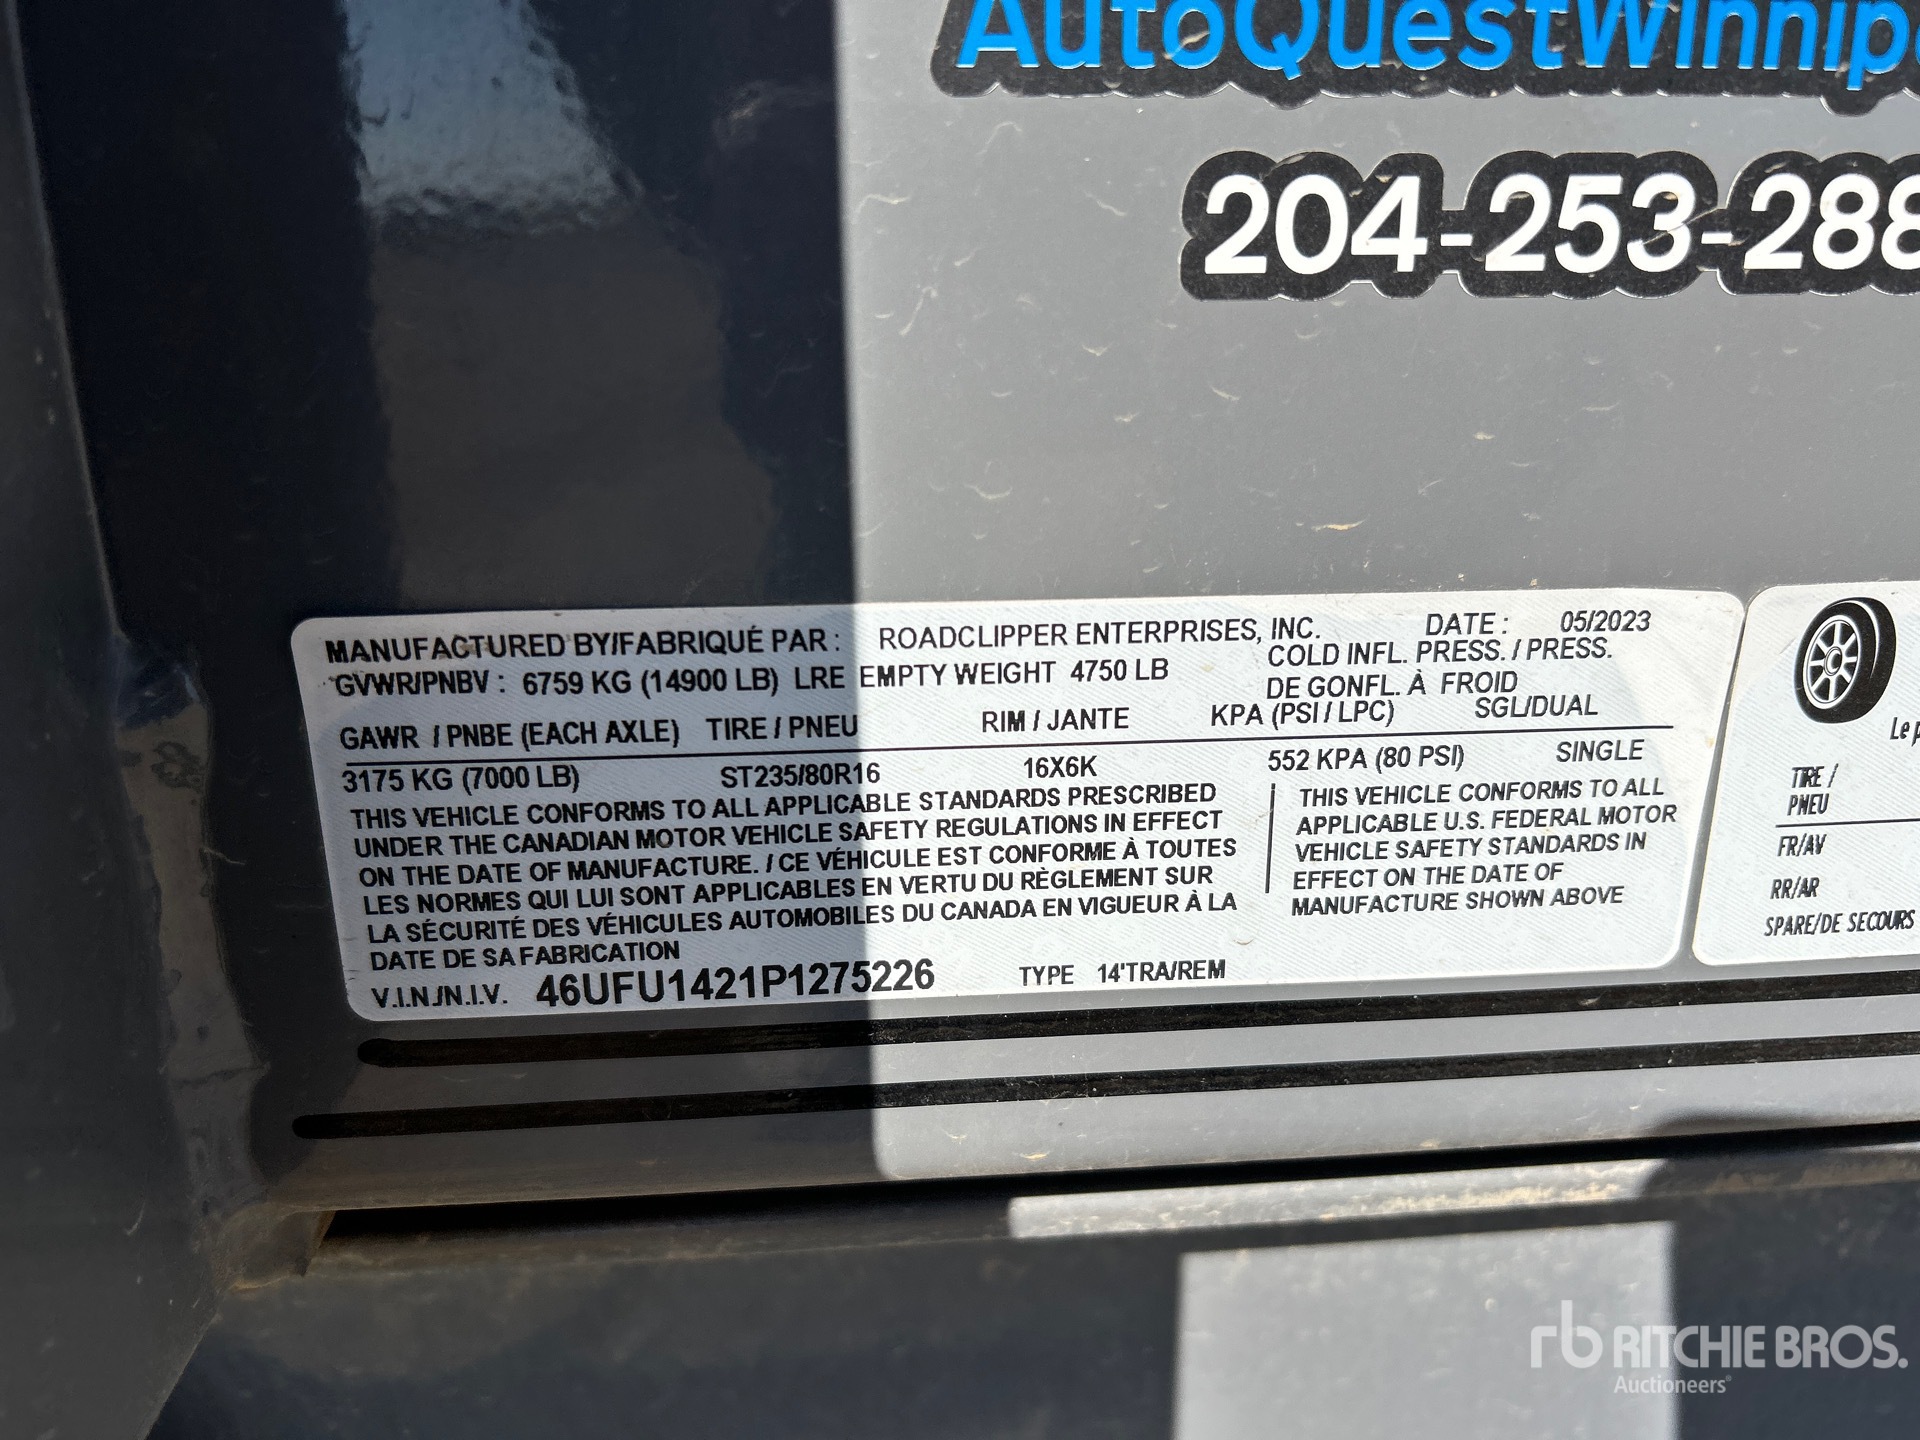 AutoQuestWinnip
204-253-288
MANUFACTURED BY/FABRIQUÉ PAR : ROADCLIPPER ENTERPRISES, INC. DATE : 05/2023
GVWR/PNBV : 6759 KG (14900 LB) LRE EMPTY WEIGHT 4750 LB
COLD INFL. PRESS. / PRESS.
DE GONFL. À FROID
GAWR / PNBE (EACH AXLE) TIRE / PNEU RIM / JANTE KPA (PSI / LPC) SGL/DUAL
3175 KG (7000 LB) ST235/80R16 16X6K 552 KPA (80 PSI) SINGLE
THIS VEHICLE CONFORMS TO ALL APPLICABLE STANDARDS PRESCRIBED
UNDER THE CANADIAN MOTOR VEHICLE SAFETY REGULATIONS IN EFFECT
ON THE DATE OF MANUFACTURE. / CE VÉHICULE EST CONFORME À TOUTES
LES NORMES QUI LUI SONT APPLICABLES EN VERTU DU RÈGLEMENT SUR
LA SÉCURITÉ DES VÉHICULES AUTOMOBILES DU CANADA EN VIGUEUR À LA
DATE DE SA FABRICATION
THIS VEHICLE CONFORMS TO ALL
APPLICABLE U.S. FEDERAL MOTOR
VEHICLE SAFETY STANDARDS IN
EFFECT ON THE DATE OF
MANUFACTURE SHOWN ABOVE
V.I.N./N.I.V. 46UFU1421P1275226 TYPE 14'TRA/REM
Le p
TIRE /
PNEU
FR/AV
RR/AR
SPARE/DE SECOURS
rb RITCHIE BROS.
Auctioneers